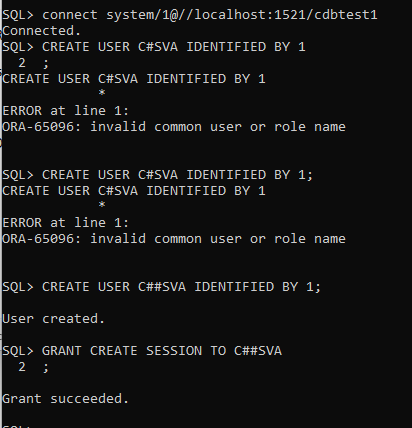 SQL> connect system/1@//localhost:1521/cdbtest1
Connected.
SQL> CREATE USER C#SVA IDENTIFIED BY 1
  2  ;
CREATE USER C#SVA IDENTIFIED BY 1
            *
ERROR at line 1:
ORA-65096: invalid common user or role name
SQL> CREATE USER C#SVA IDENTIFIED BY 1;
CREATE USER C#SVA IDENTIFIED BY 1
            *
ERROR at line 1:
ORA-65096: invalid common user or role name
SQL> CREATE USER C##SVA IDENTIFIED BY 1;
User created.
SQL> GRANT CREATE SESSION TO C##SVA
  2  ;
Grant succeeded.
SQL>